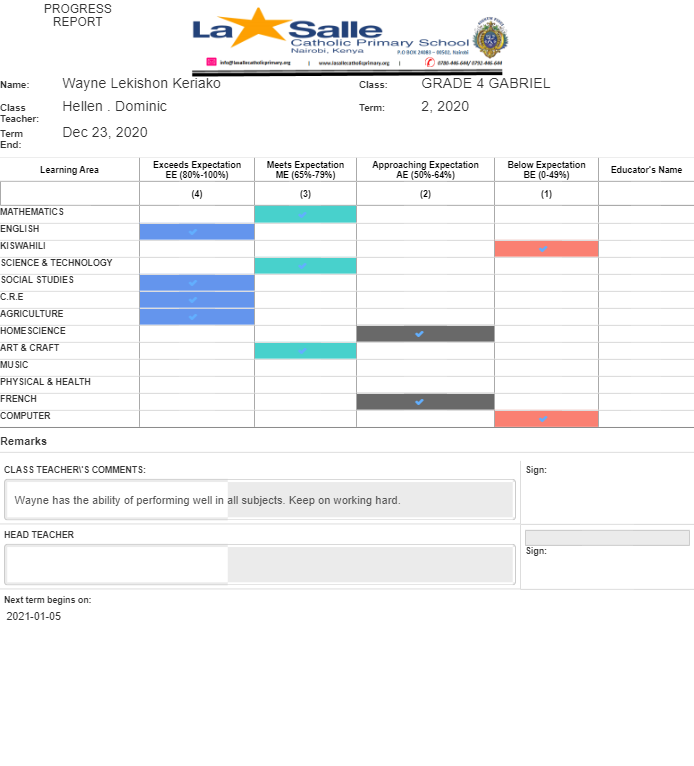 PROGRESS
REPORT
La Salle
Catholic Primary School
Nairobi, Kenya
P.O BOX 24083 - 00502, Nairobi
info@lasallecatholicprimary.org | www.lasallecatholicprimary.org | 0780-446-644/ 0792-446-644
Name: Wayne Lekishon Keriako Class: GRADE 4 GABRIEL
Class Teacher: Hellen . Dominic Term: 2, 2020
Term End: Dec 23, 2020
Learning Area Exceeds Expectation EE (80%-100%) Meets Expectation ME (65%-79%) Approaching Expectation AE (50%-64%) Below Expectation BE (0-49%) Educator's Name
(4) (3) (2) (1)
MATHEMATICS
ENGLISH
KISWAHILI
SCIENCE & TECHNOLOGY
SOCIAL STUDIES
C.R.E
AGRICULTURE
HOMESCIENCE
ART & CRAFT
MUSIC
PHYSICAL & HEALTH
FRENCH
COMPUTER
Remarks
CLASS TEACHER\'S COMMENTS: Sign:
Wayne has the ability of performing well in all subjects. Keep on working hard.
HEAD TEACHER
Sign:
Next term begins on:
2021-01-05